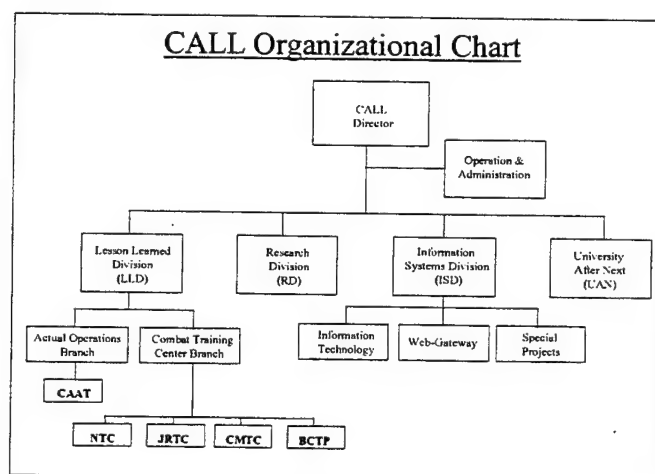 CALL Organizational Chart
CALL
Director
Operation &
Administration
Lesson Learned
Division
(LLD)
Research
Division
(RD)
Information
Systems Division
(ISD)
University
After Next
(UAN)
Actual Operations
Branch
Combat Training
Center Branch
Information
Technology
Web-Gateway
Special
Projects
CAAT
NTC
JRTC
CMTC
BCTP